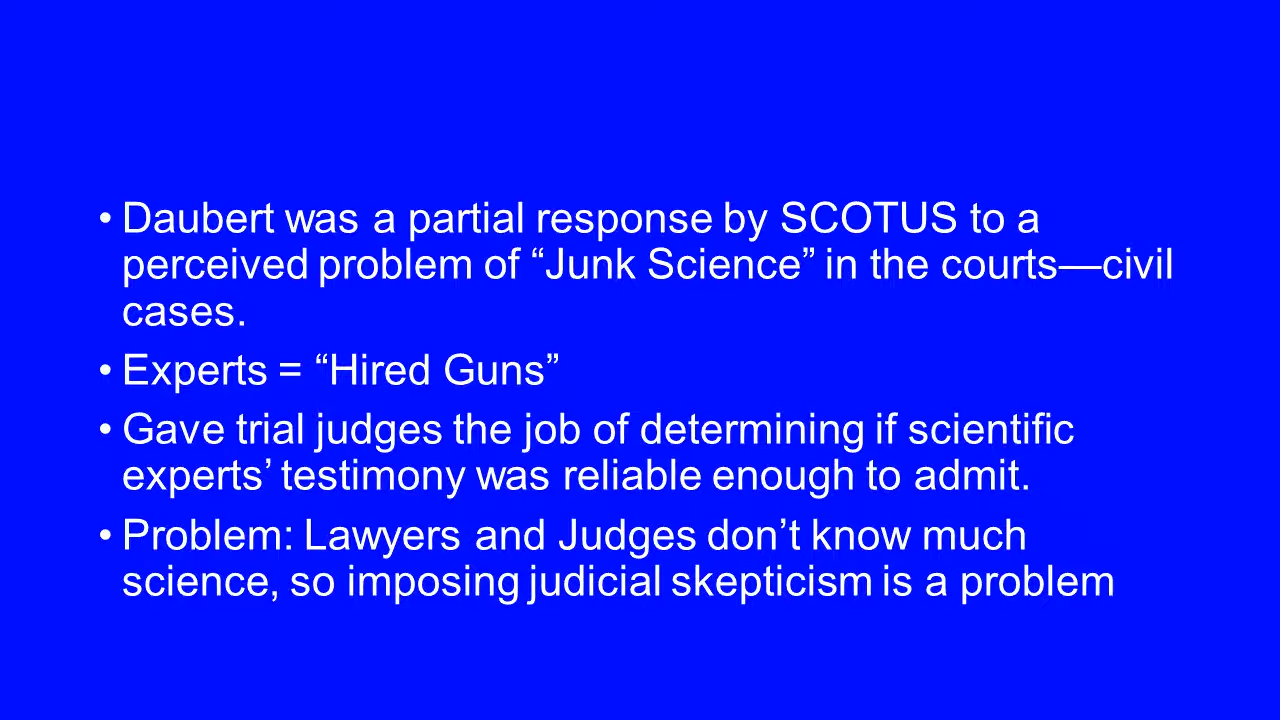 • Daubert was a partial response by SCOTUS to a
perceived problem of “Junk Science” in the courts—civil
cases.
• Experts = “Hired Guns”
• Gave trial judges the job of determining if scientific
experts’ testimony was reliable enough to admit.
• Problem: Lawyers and Judges don’t know much
science, so imposing judicial skepticism is a problem